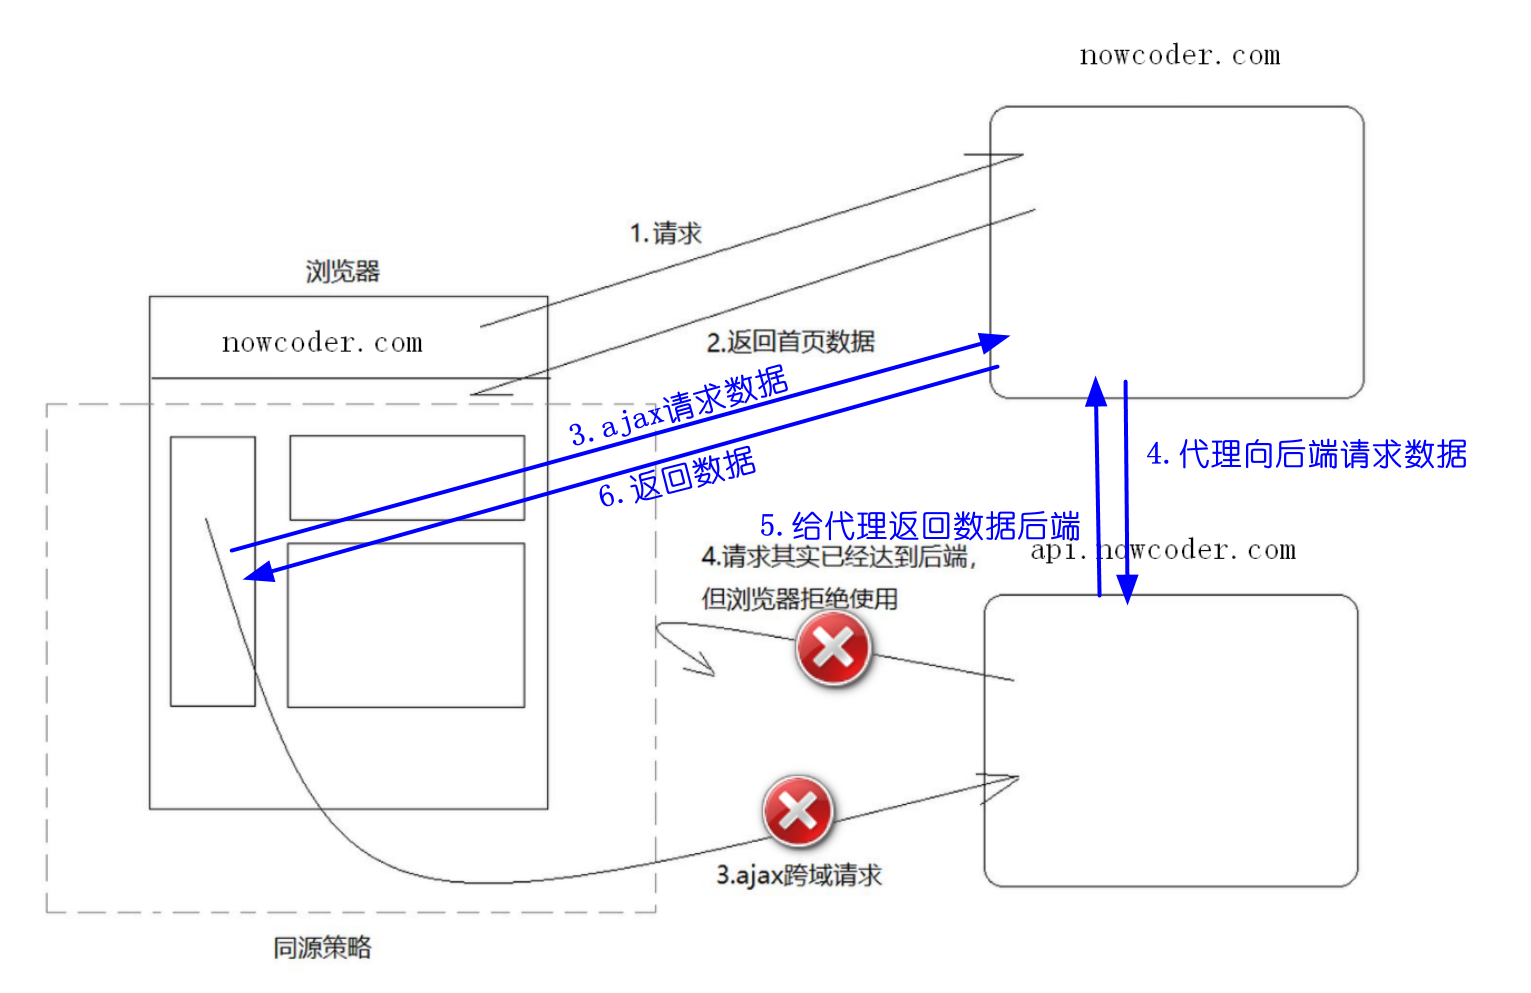 nowcoder.com
1.请求
浏览器
nowcoder.com
2.返回首页数据
3.ajax请求数据
6.返回数据
4.代理向后端请求数据
5.给代理返回数据后端
api.nowcoder.com
4.请求其实已经达到后端，
但浏览器拒绝使用
3.ajax跨域请求
同源策略